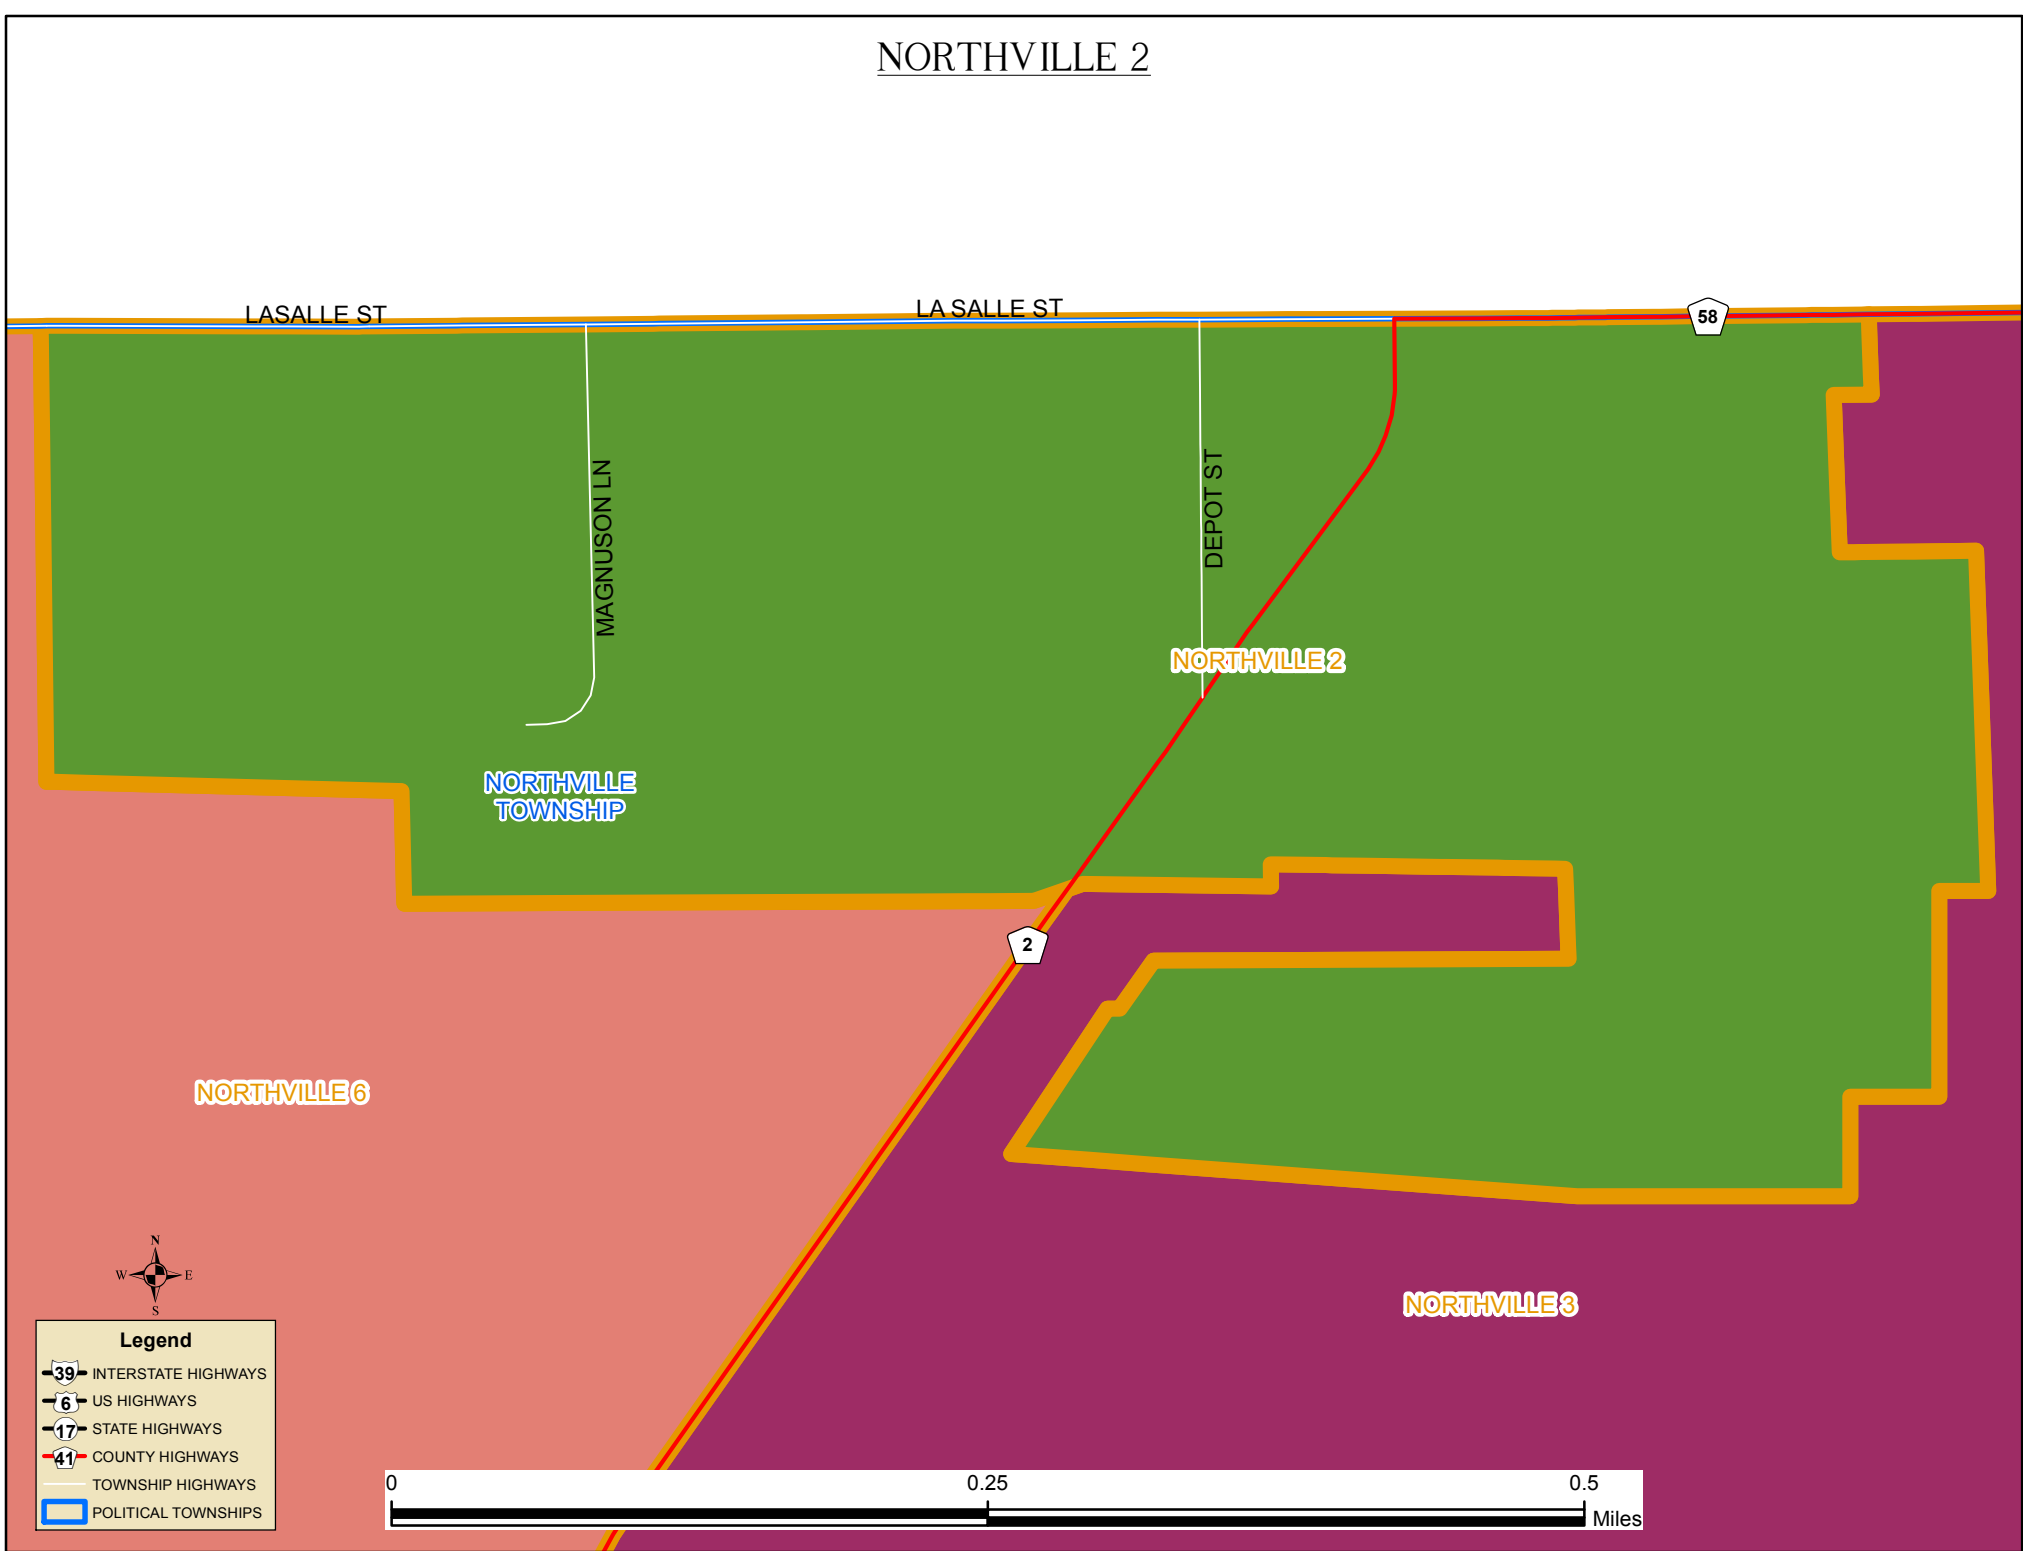 NORTHVILLE 2
LASALLE ST
LA SALLE ST
58
MAGNUSON LN
DEPOT ST
NORTHVILLE 2
NORTHVILLE
TOWNSHIP
2
NORTHVILLE 6
NORTHVILLE 3
N
W E
S
Legend
39 INTERSTATE HIGHWAYS
6 US HIGHWAYS
17 STATE HIGHWAYS
41 COUNTY HIGHWAYS
TOWNSHIP HIGHWAYS
POLITICAL TOWNSHIPS
0 0.25 0.5
Miles